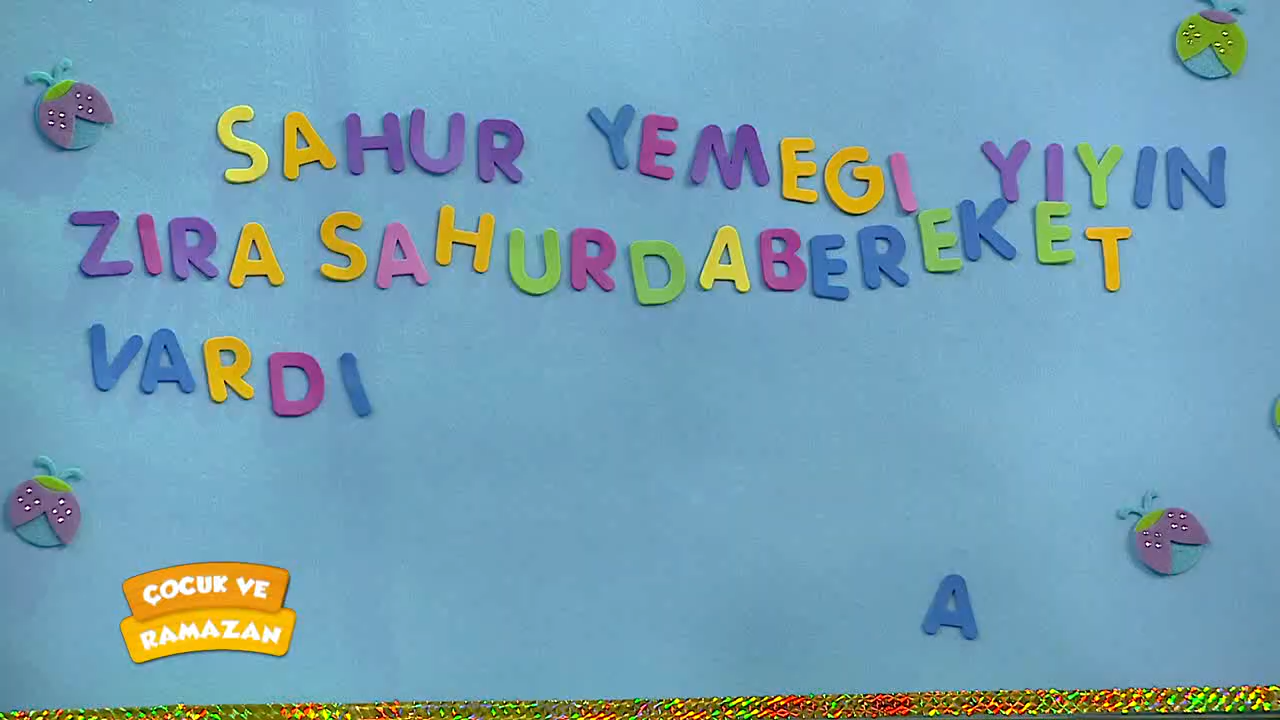 SAHUR YEMEGI YIYIN
ZIRA SAHURDABEREKET
VARDI
A
ÇOCUK VE
RAMAZAN